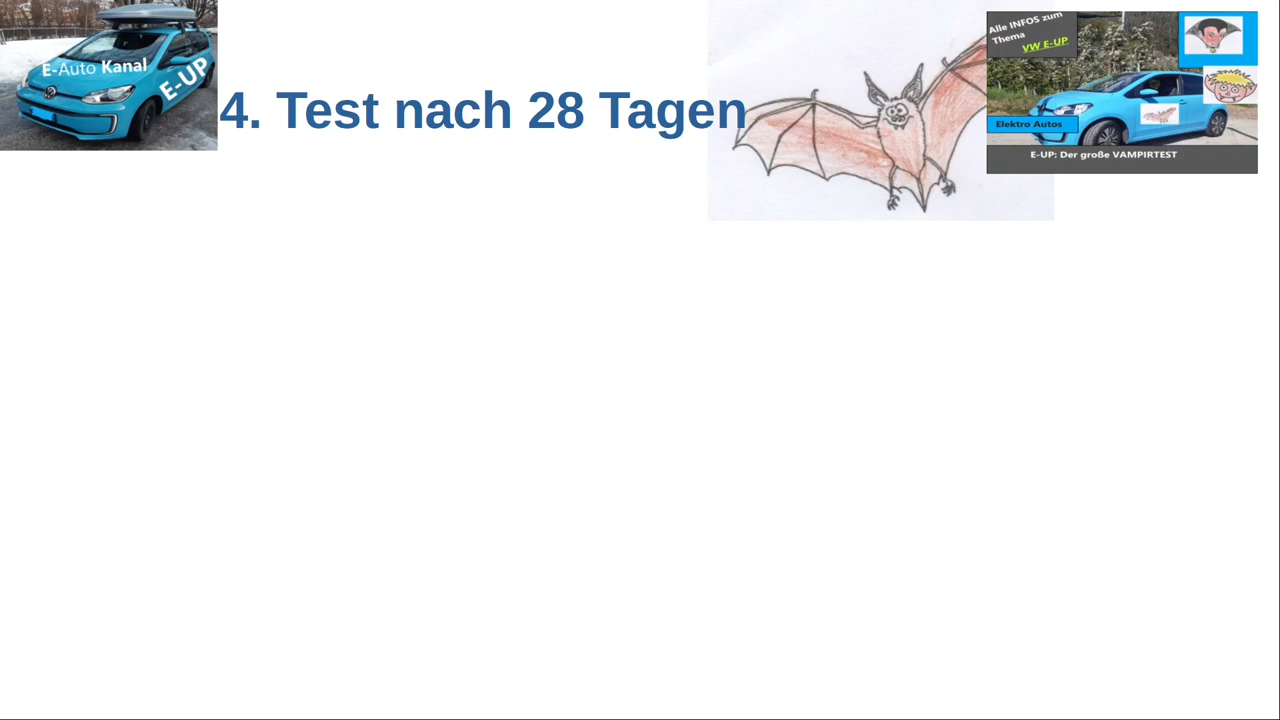 E-Auto Kanal
E-UP
4. Test nach 28 Tagen
Alle INFOS zum
Thema
VW E-UP
Elektro Autos
E-UP: Der große VAMPIRTEST